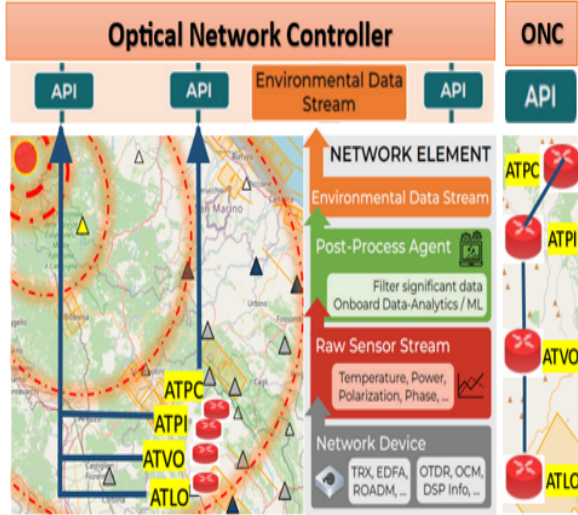 Optical Network Controller
ONC
API
API
Environmental Data
Stream
API
API
NETWORK ELEMENT
Environmental Data Stream
Post-Process Agent
Filter significant data
Onboard Data-Analytics / ML
Raw Sensor Stream
Temperature, Power,
Polarization, Phase, ...
Network Device
TRX, EDFA,
ROADM, ...
OTDR, OCM,
DSP Info, ...
San Marino
Urbino
Cagli
ATPC
ATPI
ATVO
ATLO
ATPC
ATPI
ATVO
ATLO